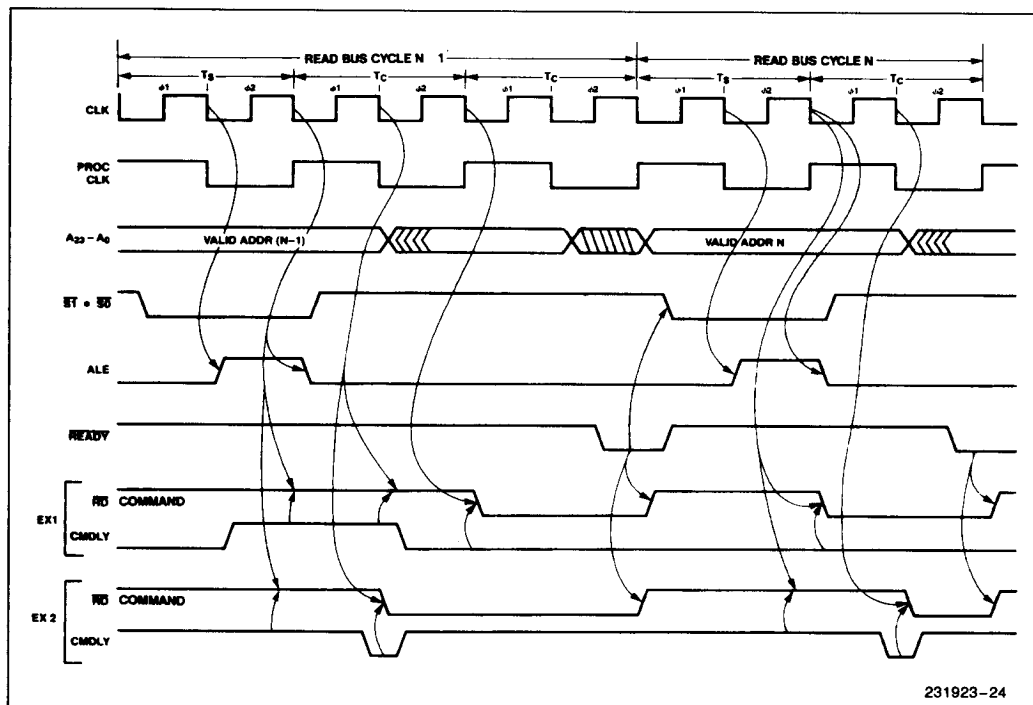 READ BUS CYCLE N 1
READ BUS CYCLE N
TS
TC
TC
TS
TC
φ1
φ2
φ1
φ2
φ1
φ2
φ1
φ2
φ1
φ2
CLK
PROC
CLK
A23 – A0
VALID ADDR (N–1)
VALID ADDR N
S1 • S0
ALE
READY
EX1
RD COMMAND
CMDLY
EX 2
RD COMMAND
CMDLY
231923–24